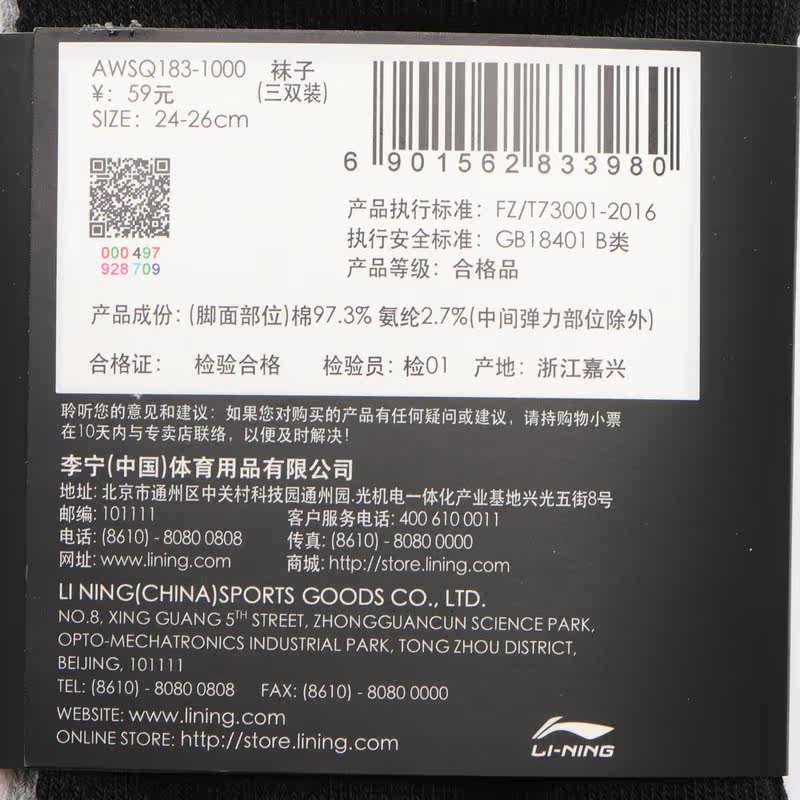 AWSQ183-1000 袜子
¥: 59元 (三双装)
SIZE: 24-26cm
6 901562 833980
000 497
928 709
产品执行标准: FZ/T73001-2016
执行安全标准: GB18401 B类
产品等级: 合格品
产品成份: (脚面部位)棉97.3% 氨纶2.7%(中间弹力部位除外)
合格证: 检验合格 检验员: 检01 产地: 浙江嘉兴
聆听您的意见和建议: 如果您对购买的产品有任何疑问或建议, 请持购物小票
在10天内与专卖店联络, 以便及时解决!
李宁(中国)体育用品有限公司
地址: 北京市通州区中关村科技园通州园.光机电一体化产业基地兴光五街8号
邮编: 101111 客户服务电话: 400 610 0011
电话: (8610) - 8080 0808 传真: (8610) - 8080 0000
网址: www.lining.com 商城: http://store.lining.com
LI NING(CHINA)SPORTS GOODS CO., LTD.
NO.8, XING GUANG 5TH STREET, ZHONGGUANCUN SCIENCE PARK,
OPTO-MECHATRONICS INDUSTRIAL PARK, TONG ZHOU DISTRICT,
BEIJING, 101111
TEL: (8610) - 8080 0808 FAX: (8610) - 8080 0000
WEBSITE: www.lining.com
ONLINE STORE: http://store.lining.com
LI-NING